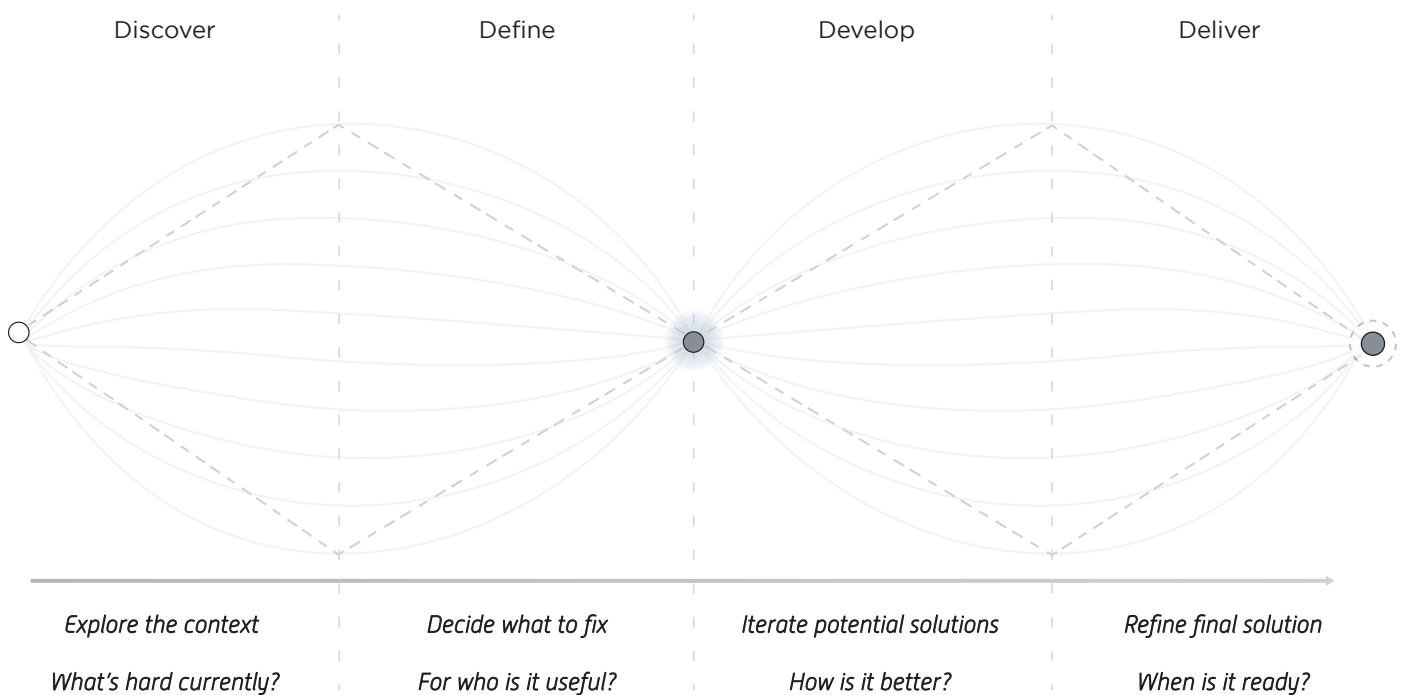 Discover
Define
Develop
Deliver
Explore the context
Decide what to fix
Iterate potential solutions
Refine final solution
What's hard currently?
For who is it useful?
How is it better?
When is it ready?